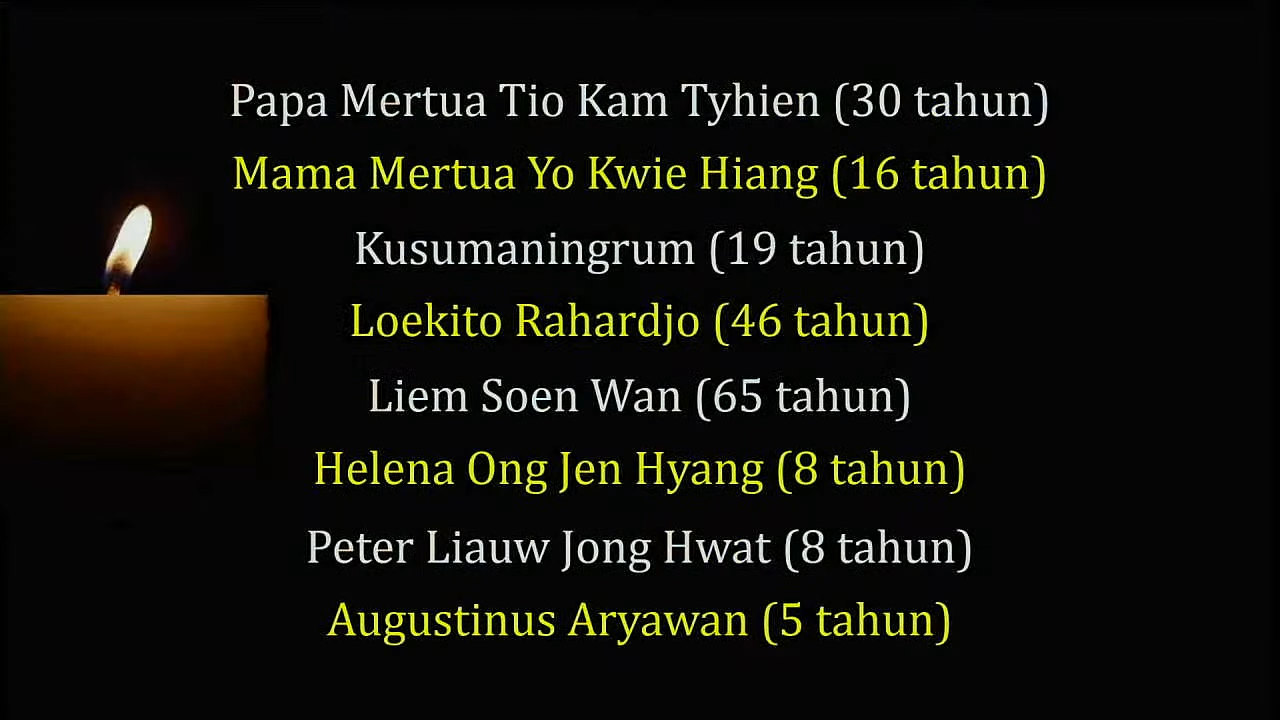 Papa Mertua Tio Kam Tyhien (30 tahun)
Mama Mertua Yo Kwie Hiang (16 tahun)
Kusumaningrum (19 tahun)
Loekito Rahardjo (46 tahun)
Liem Soen Wan (65 tahun)
Helena Ong Jen Hyang (8 tahun)
Peter Liauw Jong Hwat (8 tahun)
Augustinus Aryawan (5 tahun)